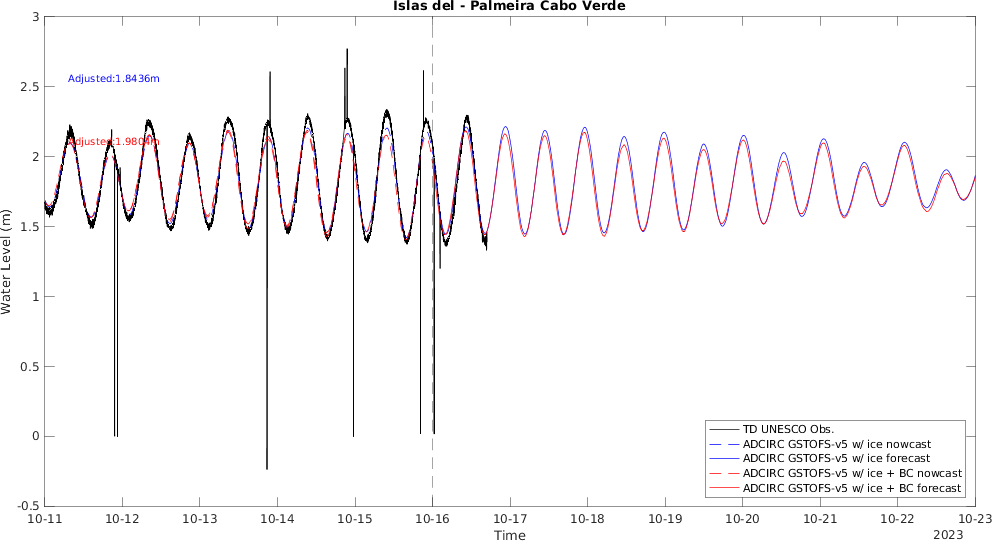 Islas del - Palmeira Cabo Verde
3
2.5
2
1.5
1
0.5
0
-0.5
Water Level (m)
Adjusted:1.8436m
Adjusted:1.9804m
TD UNESCO Obs.
ADCIRC GSTOFS-v5 w/ ice nowcast
ADCIRC GSTOFS-v5 w/ ice forecast
ADCIRC GSTOFS-v5 w/ ice + BC nowcast
ADCIRC GSTOFS-v5 w/ ice + BC forecast
10-11 10-12 10-13 10-14 10-15 10-16 10-17 10-18 10-19 10-20 10-21 10-22 10-23
Time
2023